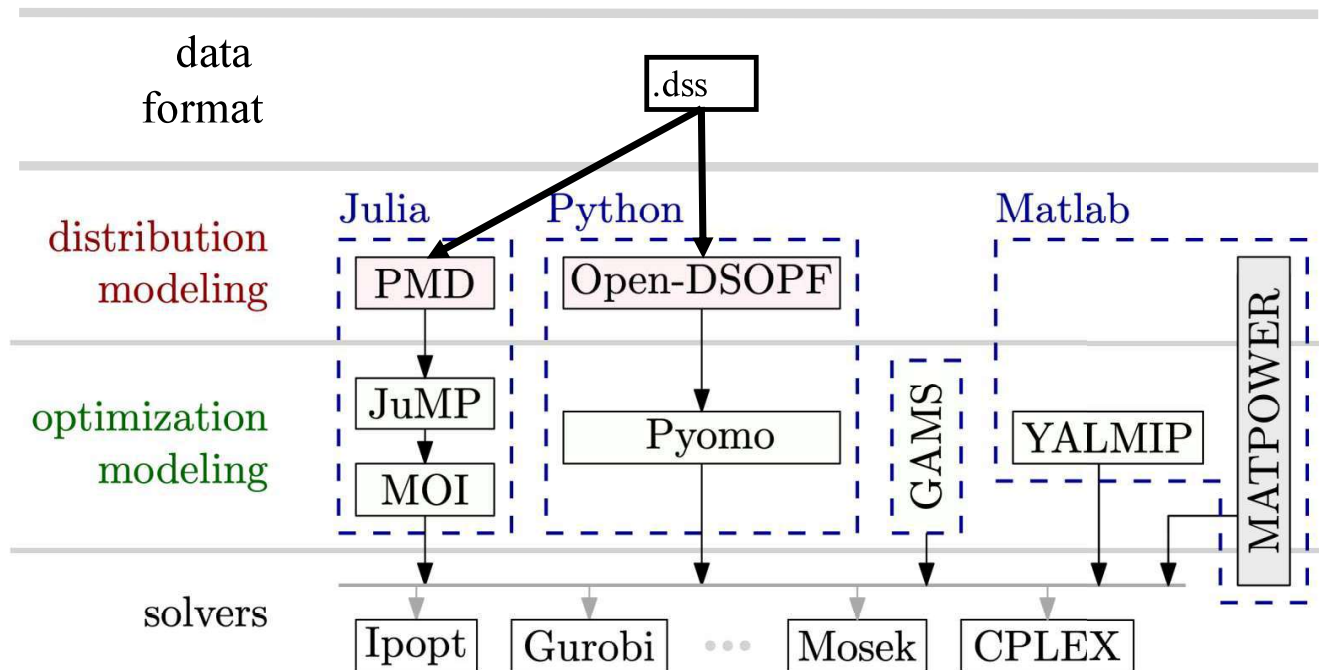 data
format
.dss
distribution
modeling
Julia
Python
Matlab
PMD
Open-DSOPF
MATPOWER
optimization
modeling
JuMP
MOI
Pyomo
GAMS
YALMIP
solvers
Ipopt
Gurobi
Mosek
CPLEX